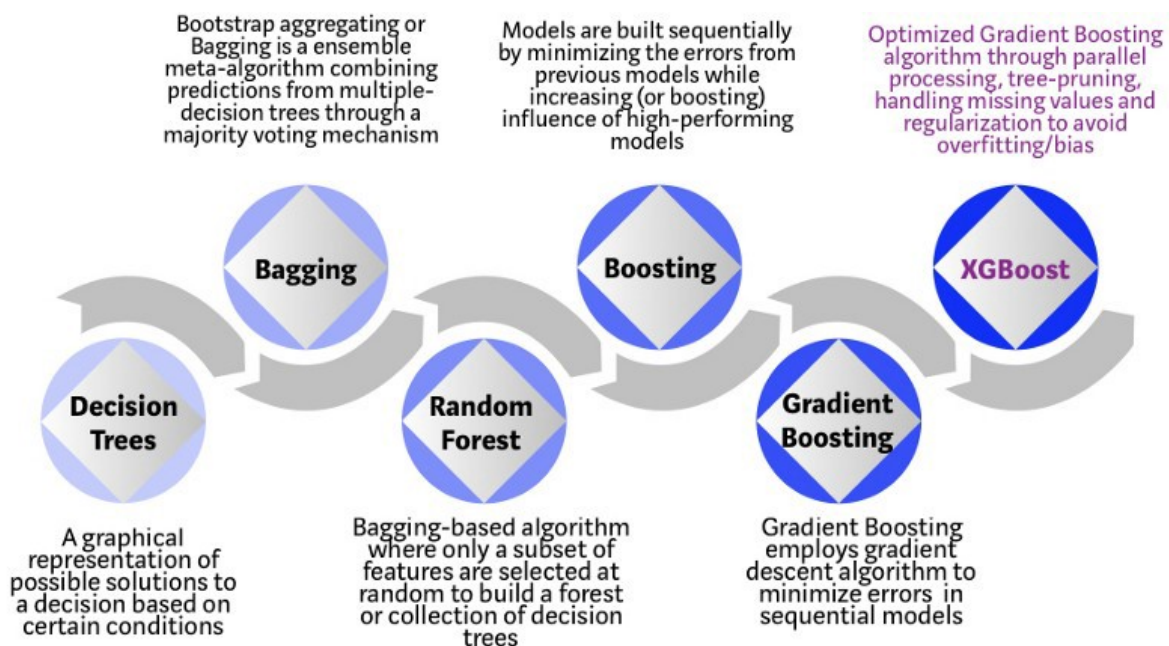 Bootstrap aggregating or
Bagging is a ensemble
meta-algorithm combining
predictions from multiple-
decision trees through a
majority voting mechanism
Models are built sequentially
by minimizing the errors from
previous models while
increasing (or boosting)
influence of high-performing
models
Optimized Gradient Boosting
algorithm through parallel
processing, tree-pruning,
handling missing values and
regularization to avoid
overfitting/bias
Bagging
Boosting
XGBoost
Decision
Trees
Random
Forest
Gradient
Boosting
A graphical
representation of
possible solutions to
a decision based on
certain conditions
Bagging-based algorithm
where only a subset of
features are selected at
random to build a forest
or collection of decision
trees
Gradient Boosting
employs gradient
descent algorithm to
minimize errors in
sequential models